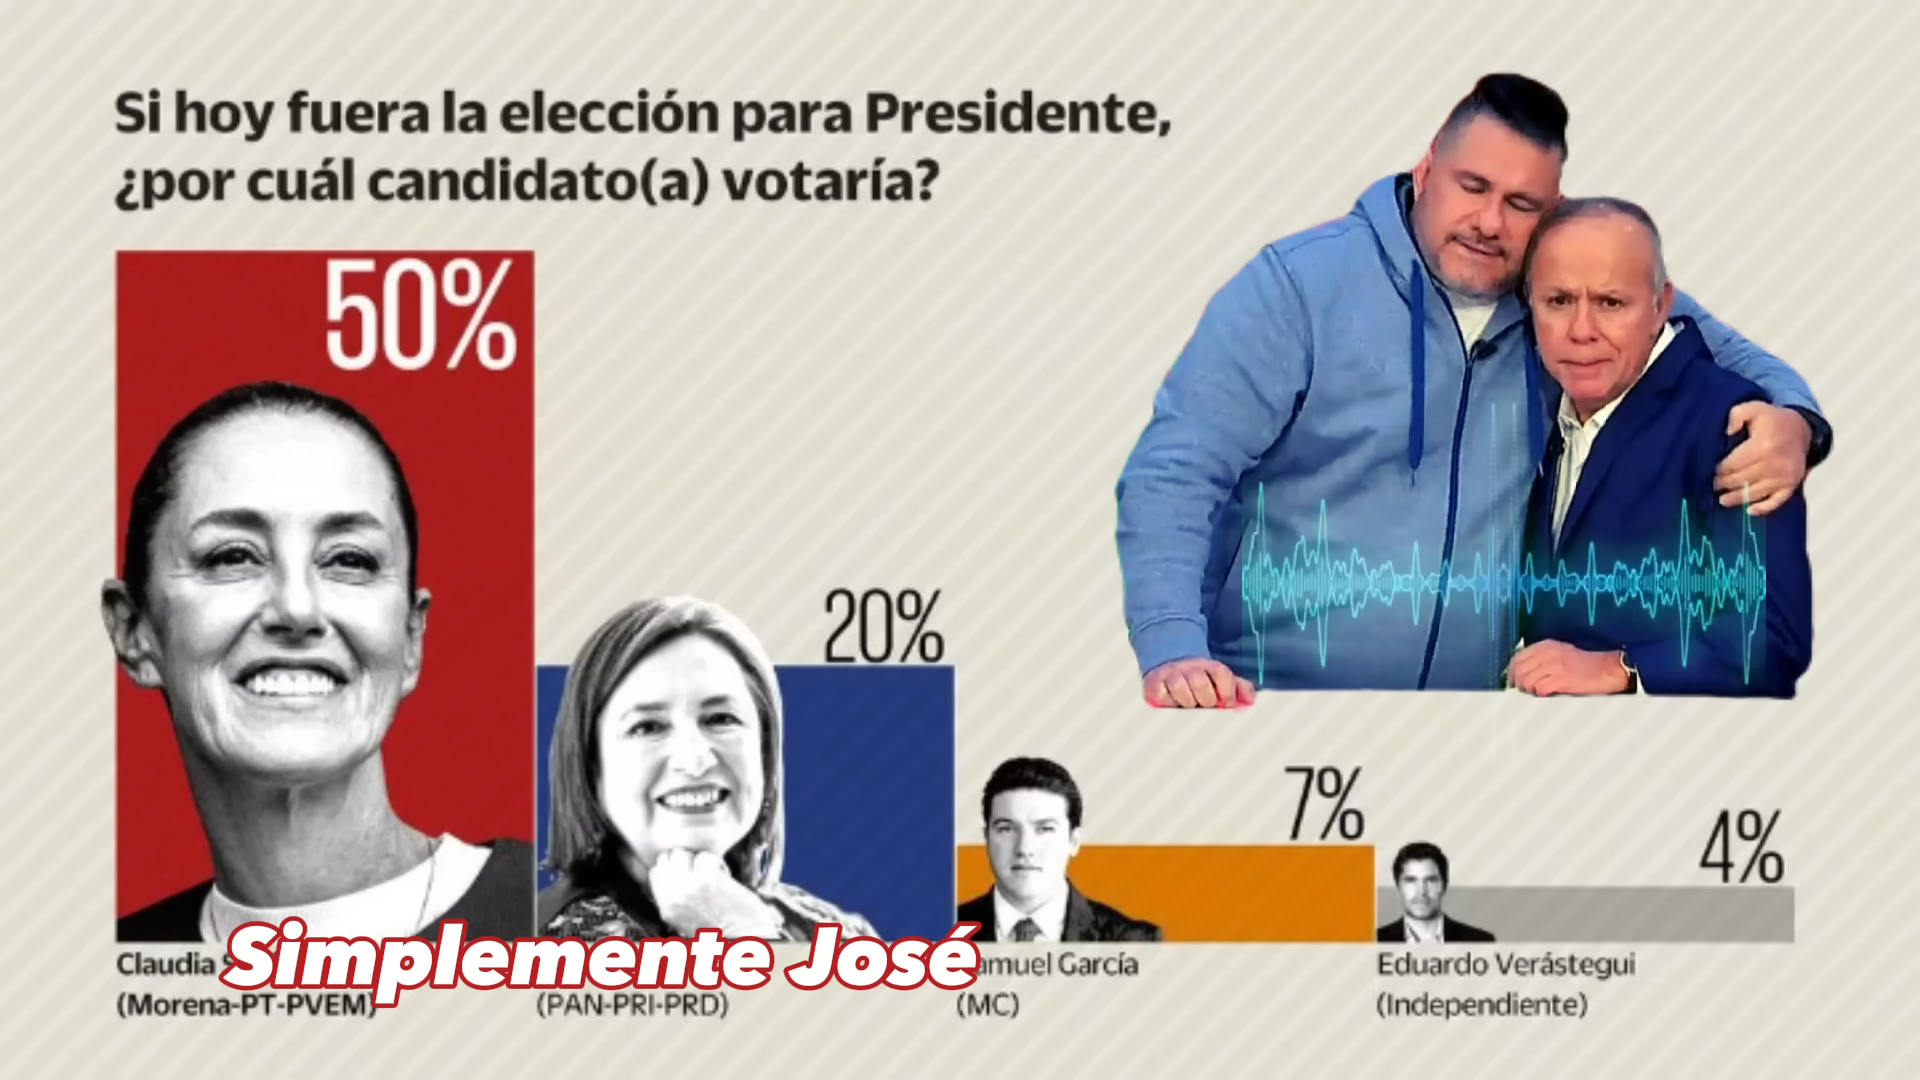 Si hoy fuera la elección para Presidente,
¿por cuál candidato(a) votaría?
50%
20%
7%
4%
Claudia
(Morena-PT-PVEM)
(PAN-PRI-PRD)
amuel García
(MC)
Eduardo Verástegui
(Independiente)
Simplemente José